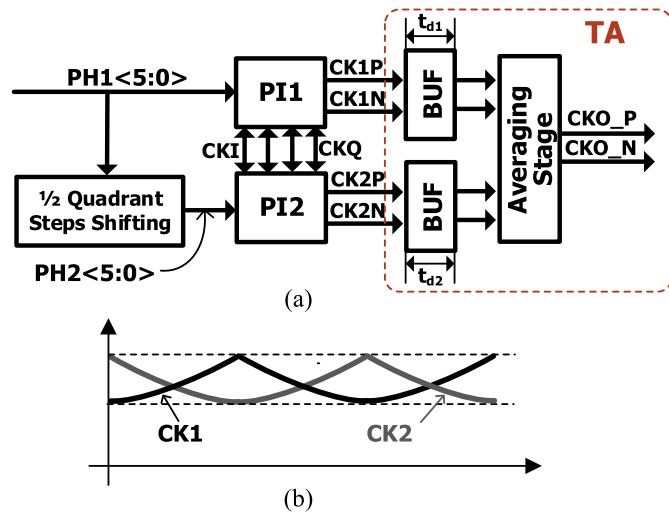 TA
t_d1
PH1<5:0>
PI1
CK1P
CK1N
BUF
CKI
CKQ
Averaging
Stage
CKO_P
CKO_N
½ Quadrant
Steps Shifting
PI2
CK2P
CK2N
BUF
PH2<5:0>
t_d2
(a)
CK1
CK2
(b)